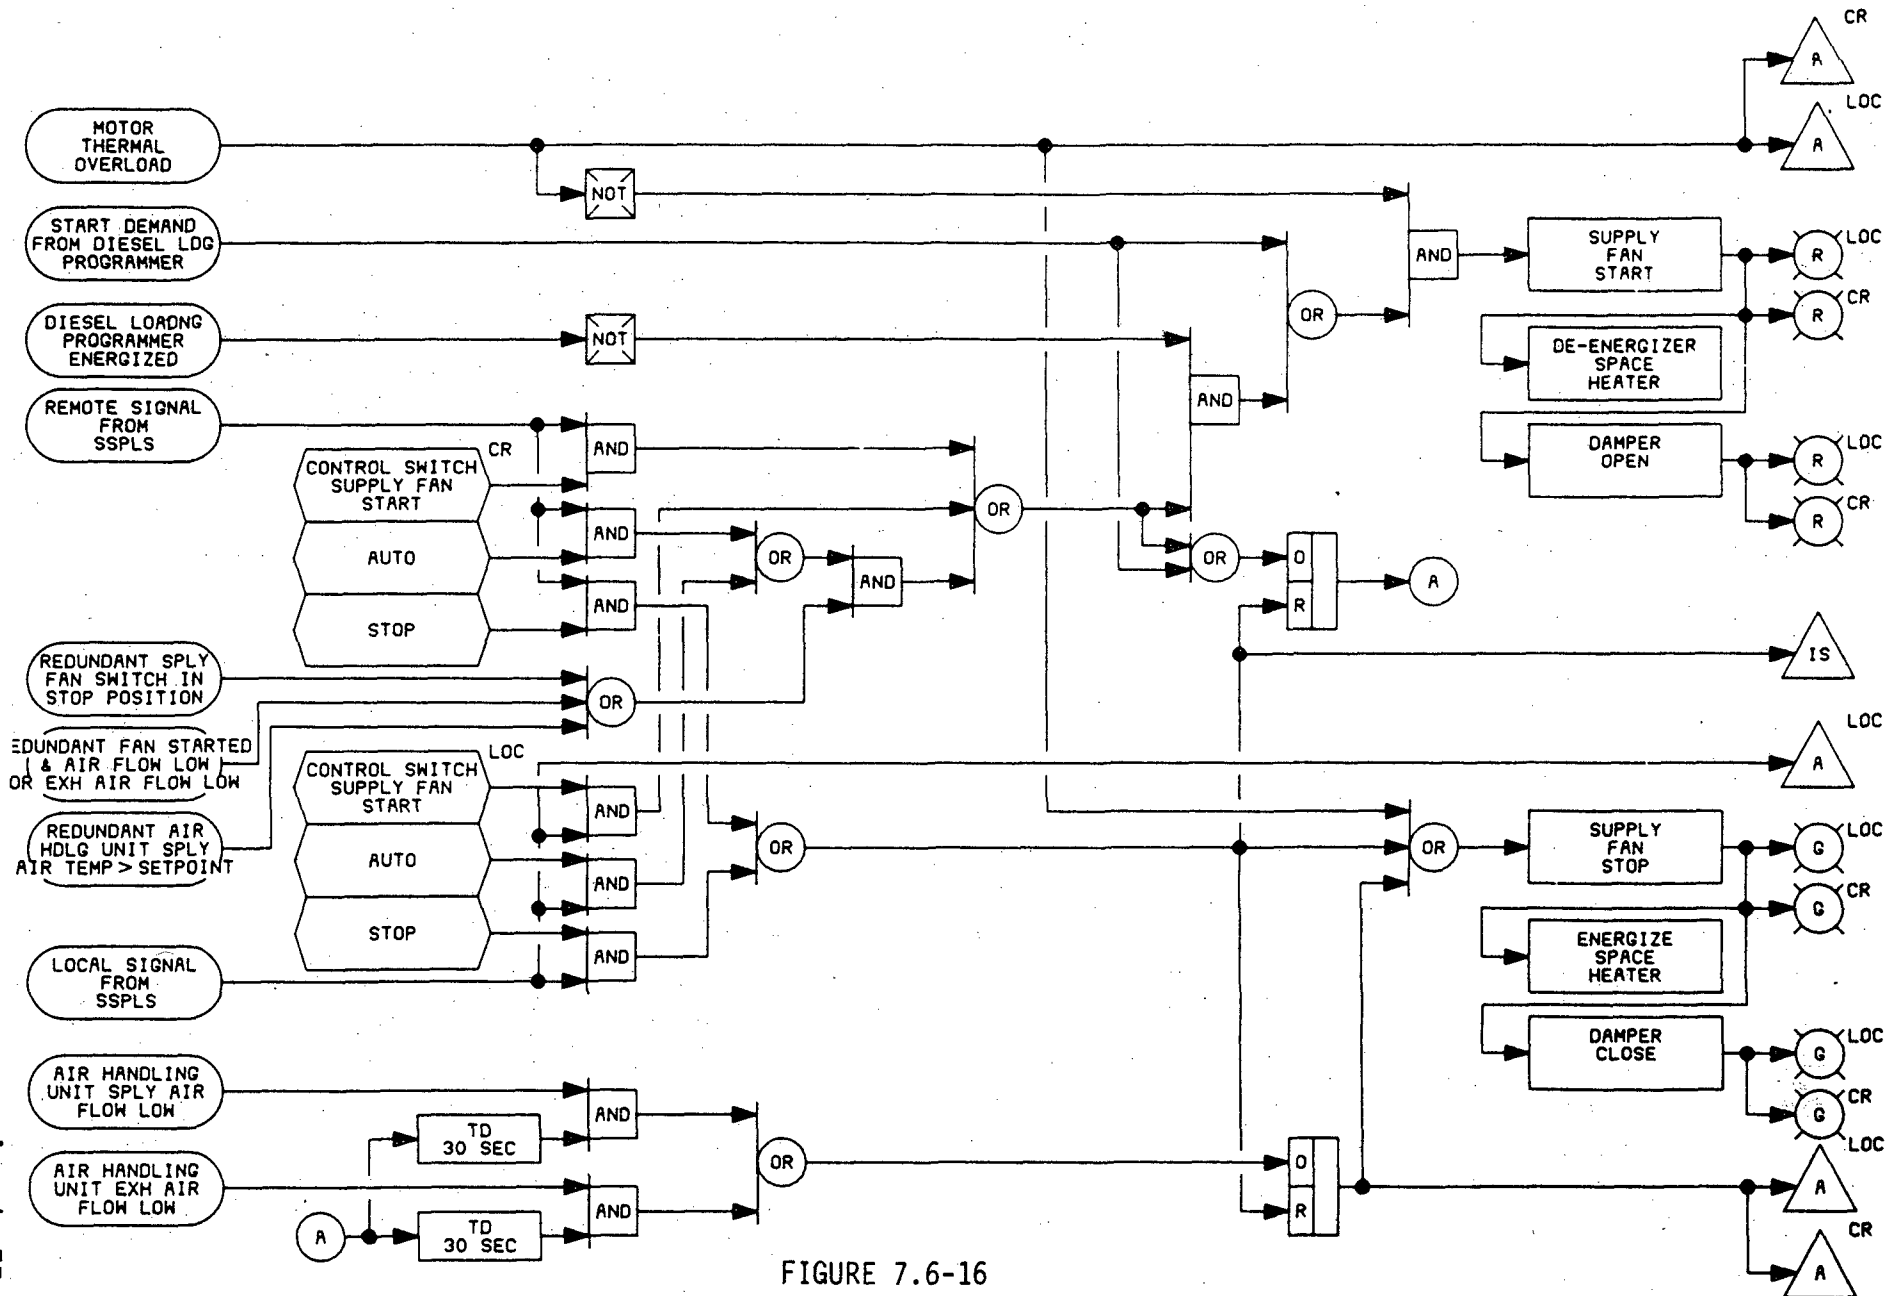 CR
A
LOC
A
MOTOR
THERMAL
OVERLOAD
NOT
START DEMAND
FROM DIESEL LDG
PROGRAMMER
AND
SUPPLY
FAN
START
R
LOC
R
CR
OR
DIESEL LOADNG
PROGRAMMER
ENERGIZED
NOT
AND
DE-ENERGIZER
SPACE
HEATER
REMOTE SIGNAL
FROM
SSPLS
CR
CONTROL SWITCH
SUPPLY FAN
START
AUTO
STOP
AND
AND
AND
OR
AND
OR
OR
O
R
A
DAMPER
OPEN
R
LOC
R
CR
IS
REDUNDANT SPLY
FAN SWITCH IN
STOP POSITION
OR
EDUNDANT FAN STARTED
( & AIR FLOW LOW )
OR EXH AIR FLOW LOW
REDUNDANT AIR
HDLG UNIT SPLY
AIR TEMP > SETPOINT
LOC
CONTROL SWITCH
SUPPLY FAN
START
AUTO
STOP
AND
AND
AND
OR
LOC
A
OR
SUPPLY
FAN
STOP
G
LOC
G
CR
ENERGIZE
SPACE
HEATER
LOCAL SIGNAL
FROM
SSPLS
DAMPER
CLOSE
G
LOC
G
CR
AIR HANDLING
UNIT SPLY AIR
FLOW LOW
TD
30 SEC
AND
OR
O
R
LOC
A
CR
A
AIR HANDLING
UNIT EXH AIR
FLOW LOW
A
TD
30 SEC
AND
FIGURE 7.6-16